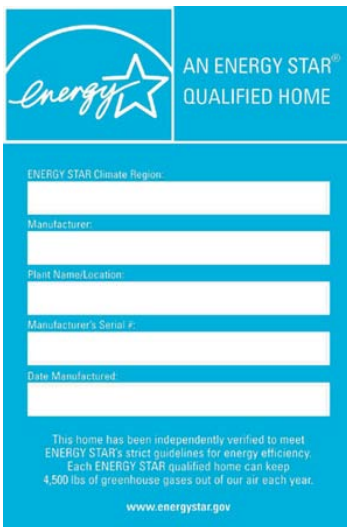 energy
AN ENERGY STAR®
QUALIFIED HOME
ENERGY STAR Climate Region:
Manufacturer:
Plant Name/Location:
Manufacturer's Serial #:
Date Manufactured:
This home has been independently verified to meet
ENERGY STAR's strict guidelines for energy efficiency.
Each ENERGY STAR qualified home can keep
4,500 lbs of greenhouse gases out of our air each year.
www.energystar.gov